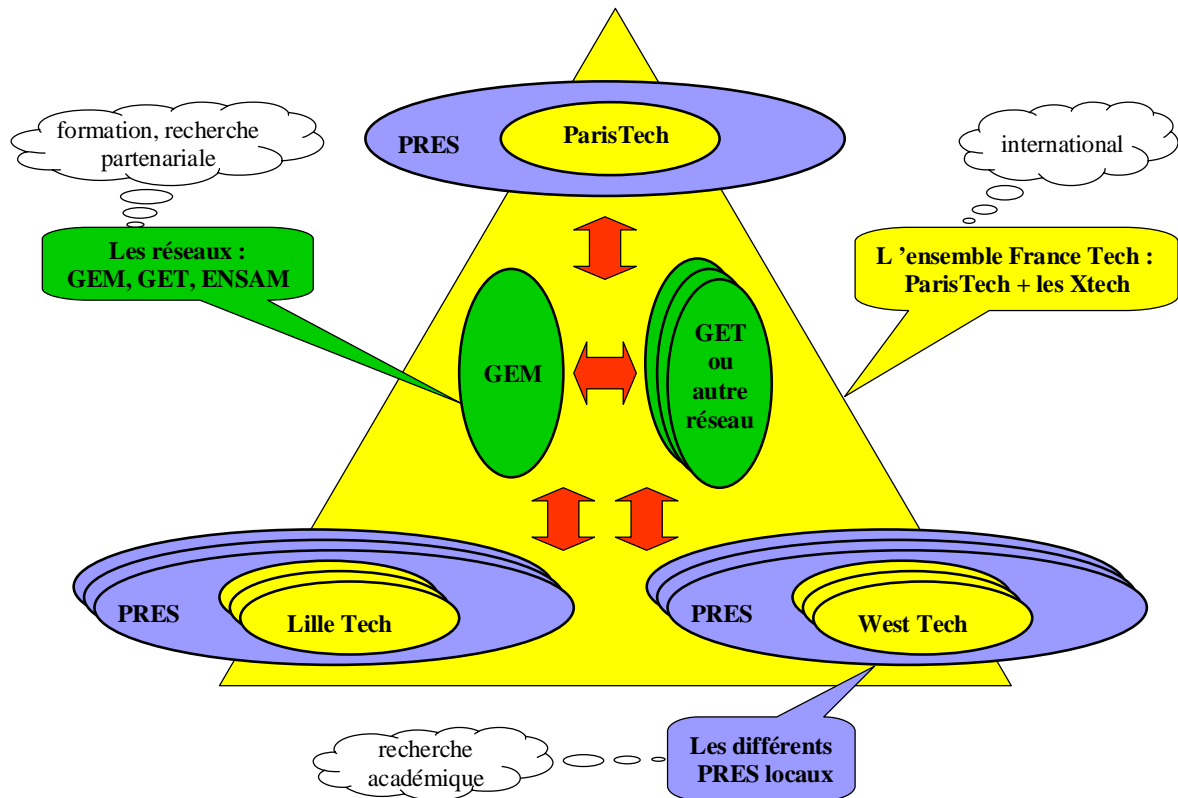 ParisTech
PRES
formation, recherche
partenariale
international
Les réseaux :
GEM, GET, ENSAM
L ’ensemble France Tech :
ParisTech + les Xtech
GEM
GET
ou
autre
réseau
PRES
Lille Tech
PRES
West Tech
recherche
académique
Les différents
PRES locaux